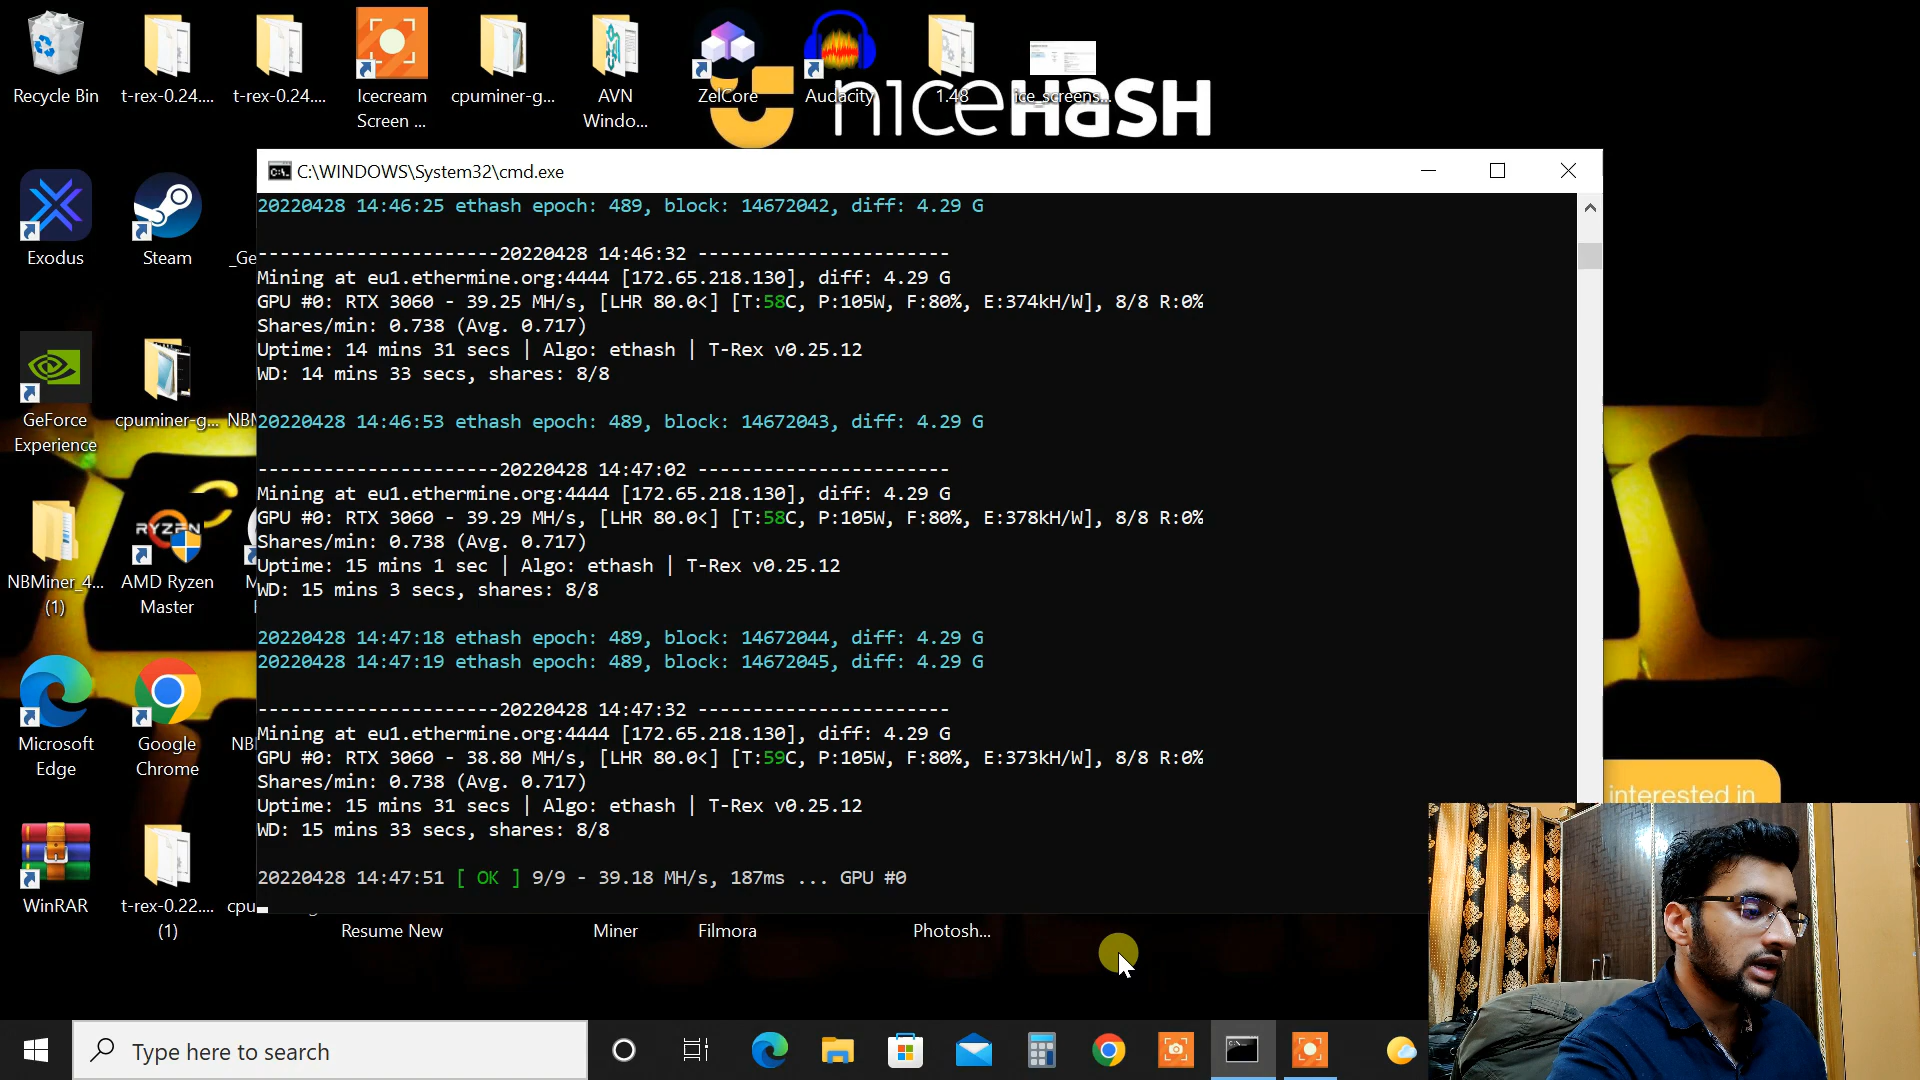 Recycle Bin
t-rex-0.24....
t-rex-0.24....
Icecream
Screen ...
cpuminer-g...
AVN
Windo...
ZelCore
Audacity
1.48
ice_screens...
niceHaSH
C:\WINDOWS\System32\cmd.exe
Exodus
Steam
_Ge
GeForce
Experience
cpuminer-g...
NBM
NBMiner_4...
(1)
AMD Ryzen
Master
RYZEN
Microsoft
Edge
Google
Chrome
NB
WinRAR
t-rex-0.22....
(1)
cpu
20220428 14:46:25 ethash epoch: 489, block: 14672042, diff: 4.29 G
----------------------20220428 14:46:32 -----------------------
Mining at eu1.ethermine.org:4444 [172.65.218.130], diff: 4.29 G
GPU #0: RTX 3060 - 39.25 MH/s, [LHR 80.0<] [T:58C, P:105W, F:80%, E:374kH/W], 8/8 R:0%
Shares/min: 0.738 (Avg. 0.717)
Uptime: 14 mins 31 secs | Algo: ethash | T-Rex v0.25.12
WD: 14 mins 33 secs, shares: 8/8
20220428 14:46:53 ethash epoch: 489, block: 14672043, diff: 4.29 G
----------------------20220428 14:47:02 -----------------------
Mining at eu1.ethermine.org:4444 [172.65.218.130], diff: 4.29 G
GPU #0: RTX 3060 - 39.29 MH/s, [LHR 80.0<] [T:58C, P:105W, F:80%, E:378kH/W], 8/8 R:0%
Shares/min: 0.738 (Avg. 0.717)
Uptime: 15 mins 1 sec | Algo: ethash | T-Rex v0.25.12
WD: 15 mins 3 secs, shares: 8/8
20220428 14:47:18 ethash epoch: 489, block: 14672044, diff: 4.29 G
20220428 14:47:19 ethash epoch: 489, block: 14672045, diff: 4.29 G
----------------------20220428 14:47:32 -----------------------
Mining at eu1.ethermine.org:4444 [172.65.218.130], diff: 4.29 G
GPU #0: RTX 3060 - 38.80 MH/s, [LHR 80.0<] [T:59C, P:105W, F:80%, E:373kH/W], 8/8 R:0%
Shares/min: 0.738 (Avg. 0.717)
Uptime: 15 mins 31 secs | Algo: ethash | T-Rex v0.25.12
WD: 15 mins 33 secs, shares: 8/8
20220428 14:47:51 [ OK ] 9/9 - 39.18 MH/s, 187ms ... GPU #0
interested in
Resume New
Miner
Filmora
Photosh...
Type here to search